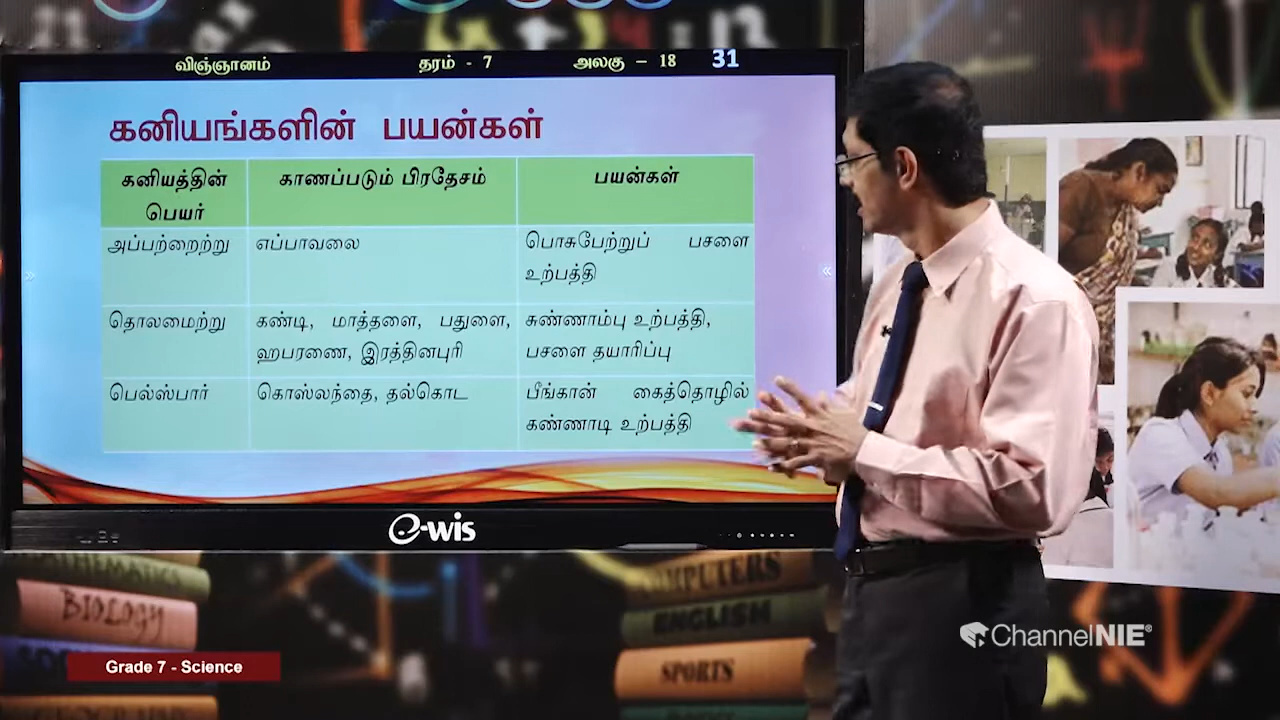 விஞ்ஞானம் தரம் - 7 அலகு – 18 31
கனியங்களின் பயன்கள்
கனியத்தின் பெயர் காணப்படும் பிரதேசம் பயன்கள்
அப்பற்றைற்று எப்பாவலை பொசுபேற்றுப் பசளை
உற்பத்தி
தொலமைற்று கண்டி, மாத்தளை, பதுளை, சுண்ணாம்பு உற்பத்தி,
ஹபரணை, இரத்தினபுரி பசளை தயாரிப்பு
பெல்ஸ்பார் கொஸ்லந்தை, தல்கொட பீங்கான் கைத்தொழில்
கண்ணாடி உற்பத்தி
e-wis
MATHEMATICS
BIOLOGY
COMPUTERS
ENGLISH
SPORTS
ChannelNIE®
Grade 7 - Science